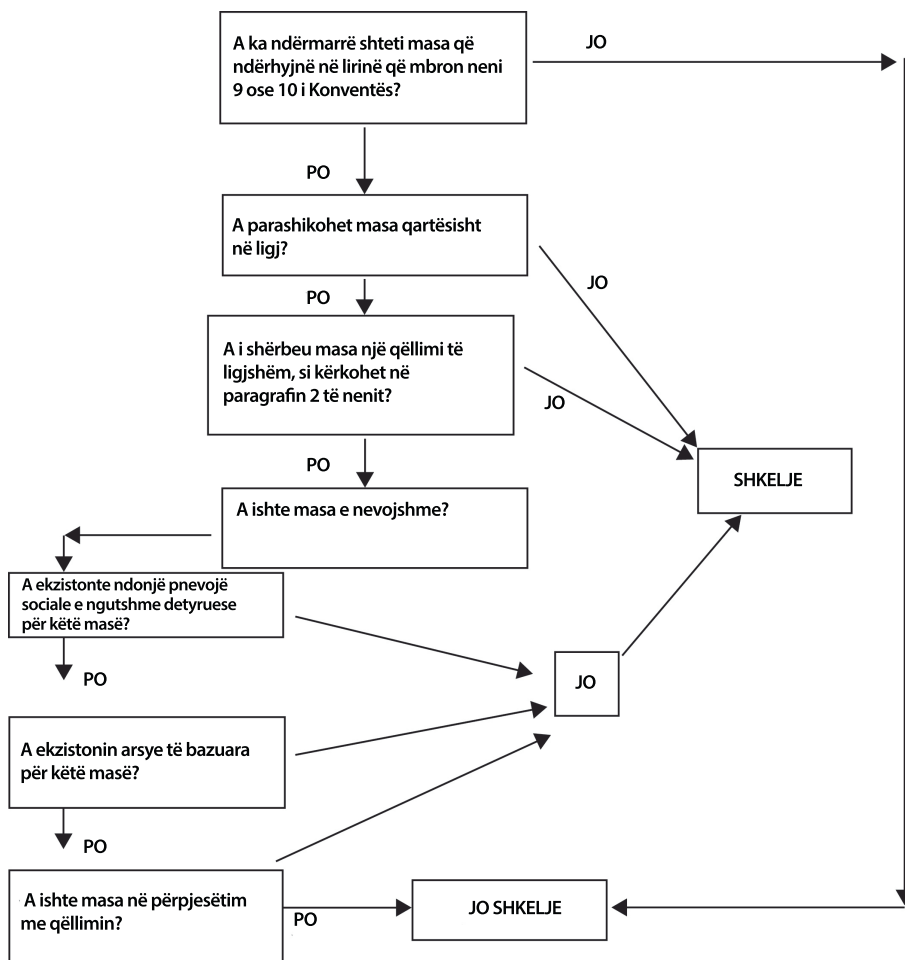 A ka ndërmarrë shteti masa që
ndërhyjnë në lirinë që mbron neni
9 ose 10 i Konventës?
JO
PO
A parashikohet masa qartësisht
në ligj?
JO
PO
A i shërbeu masa një qëllimi të
ligjshëm, si kërkohet në
paragrafin 2 të nenit?
JO
PO
SHKELJE
A ishte masa e nevojshme?
A ekzistonte ndonjë pnevojë
sociale e ngutshme detyruese
për këtë masë?
PO
JO
A ekzistonin arsye të bazuara
për këtë masë?
PO
A ishte masa në përpjesëtim
me qëllimin?
PO
JO SHKELJE